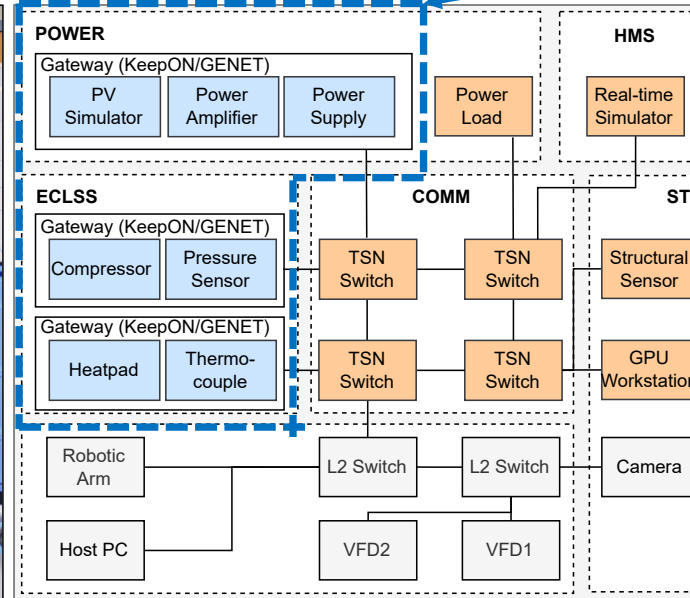 POWER
HMS
Gateway (KeepON/GENET)
PV
Simulator
Power
Amplifier
Power
Supply
Power
Load
Real-time
Simulator
ECLSS
COMM
ST
Gateway (KeepON/GENET)
Compressor
Pressure
Sensor
TSN
Switch
TSN
Switch
Structural
Sensor
Gateway (KeepON/GENET)
Heatpad
Thermo-
couple
TSN
Switch
TSN
Switch
GPU
Workstation
Robotic
Arm
L2 Switch
L2 Switch
Camera
Host PC
VFD2
VFD1